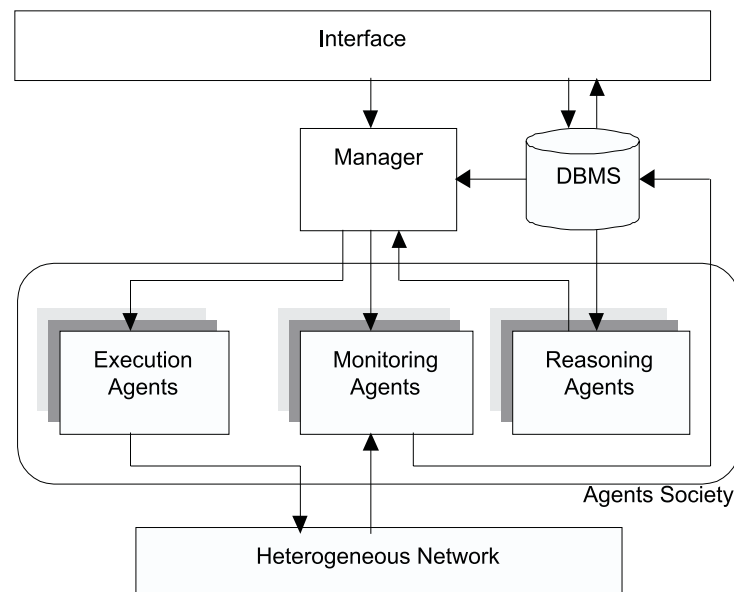 Interface
Manager
DBMS
Execution
Agents
Monitoring
Agents
Reasoning
Agents
Agents Society
Heterogeneous Network